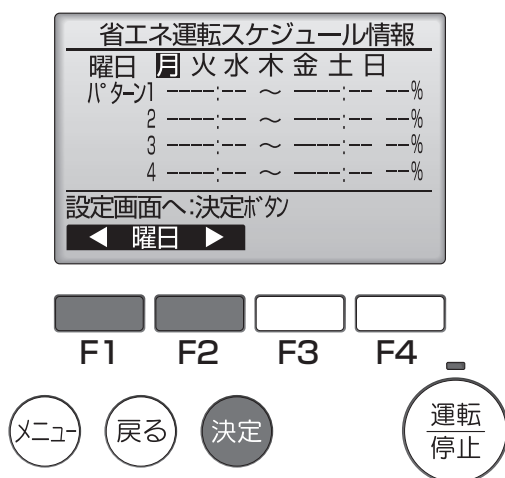 省エネ運転スケジュール情報
曜日 月 火 水 木 金 土 日
パターン1 ----:-- ～ ----:-- --%
2 ----:-- ～ ----:-- --%
3 ----:-- ～ ----:-- --%
4 ----:-- ～ ----:-- --%
設定画面へ:決定ボタン
◀ 曜日 ▶
F1 F2 F3 F4
メニュー 戻る 決定 運転
停止